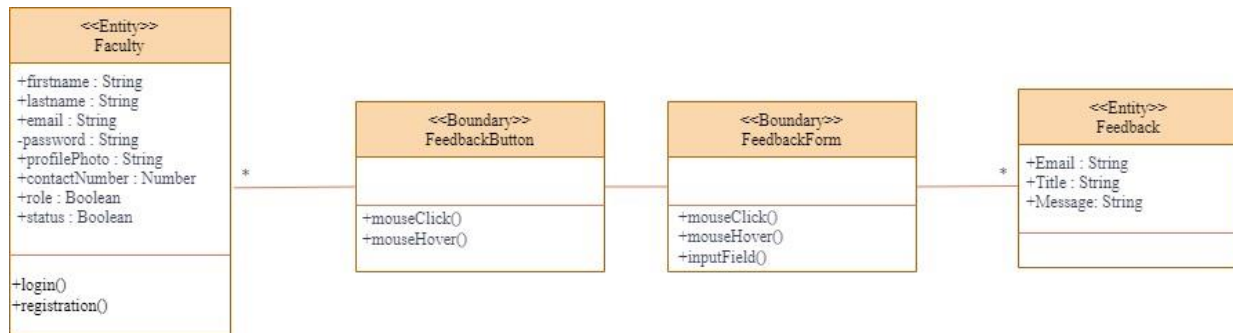 <<Entity>>
Faculty
+firstname : String
+lastname : String
+email : String
-password : String
+profilePhoto : String
+contactNumber : Number
+role : Boolean
+status : Boolean
+login()
+registration()
*
<<Boundary>>
FeedbackButton
+mouseClick()
+mouseHover()
<<Boundary>>
FeedbackForm
+mouseClick()
+mouseHover()
+inputField()
*
<<Entity>>
Feedback
+Email : String
+Title : String
+Message: String